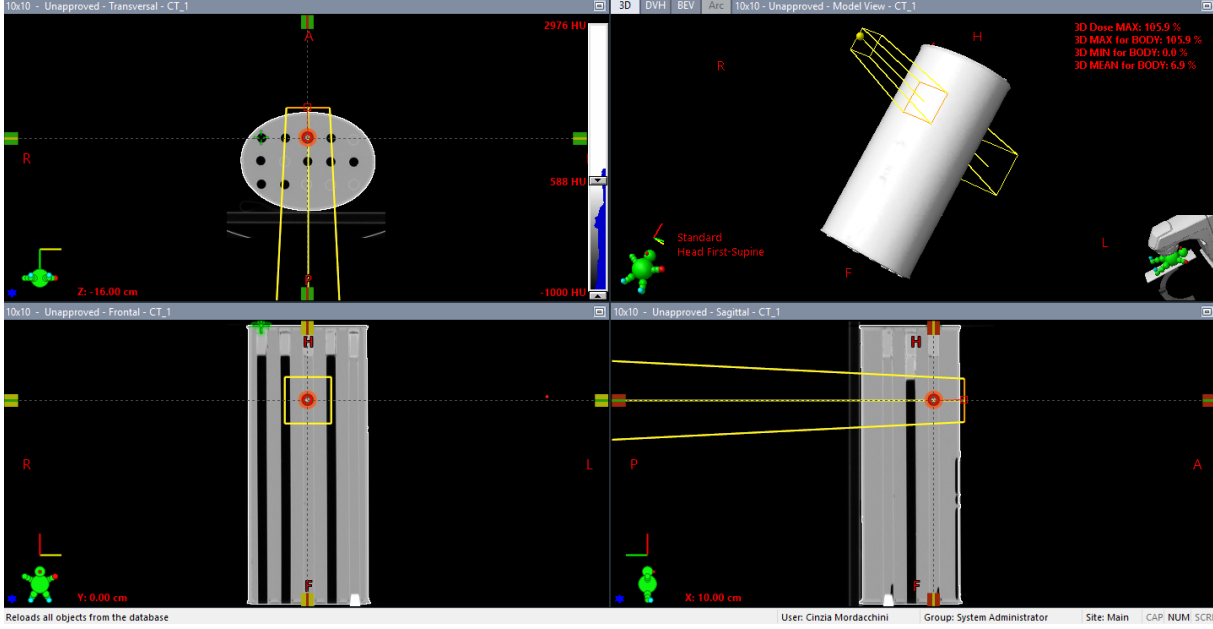 10x10 - Unapproved - Transversal - CT_1
3D DVH BEV Arc 10x10 - Unapproved - Model View - CT_1
2976 HU
A
R
588 HU
-1000 HU
P
Z: -16.00 cm
3D Dose MAX: 105.9 %
3D MAX for BODY: 105.9 %
3D MIN for BODY: 0.0 %
3D MEAN for BODY: 6.9 %
H
R
L
F
Standard
Head First-Supine
10x10 - Unapproved - Frontal - CT_1
H
R
L
F
Y: 0.00 cm
10x10 - Unapproved - Sagittal - CT_1
H
P
A
F
X: 10.00 cm
Reloads all objects from the database
User: Cinzia Mordacchini
Group: System Administrator
Site: Main
CAP NUM SCRL